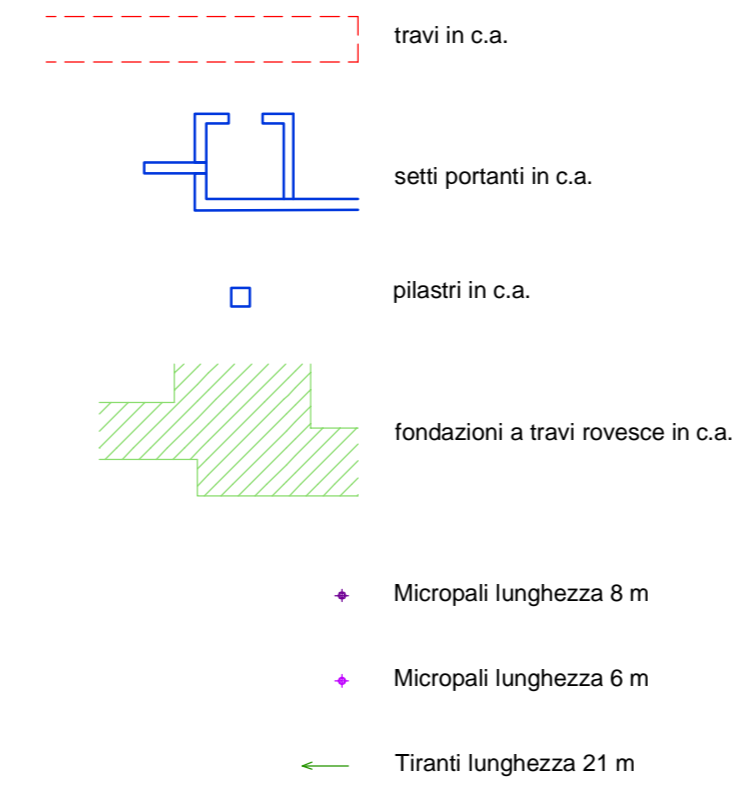 travi in c.a.
setti portanti in c.a.
pilastri in c.a.
fondazioni a travi rovesce in c.a.
Micropali lunghezza 8 m
Micropali lunghezza 6 m
Tiranti lunghezza 21 m